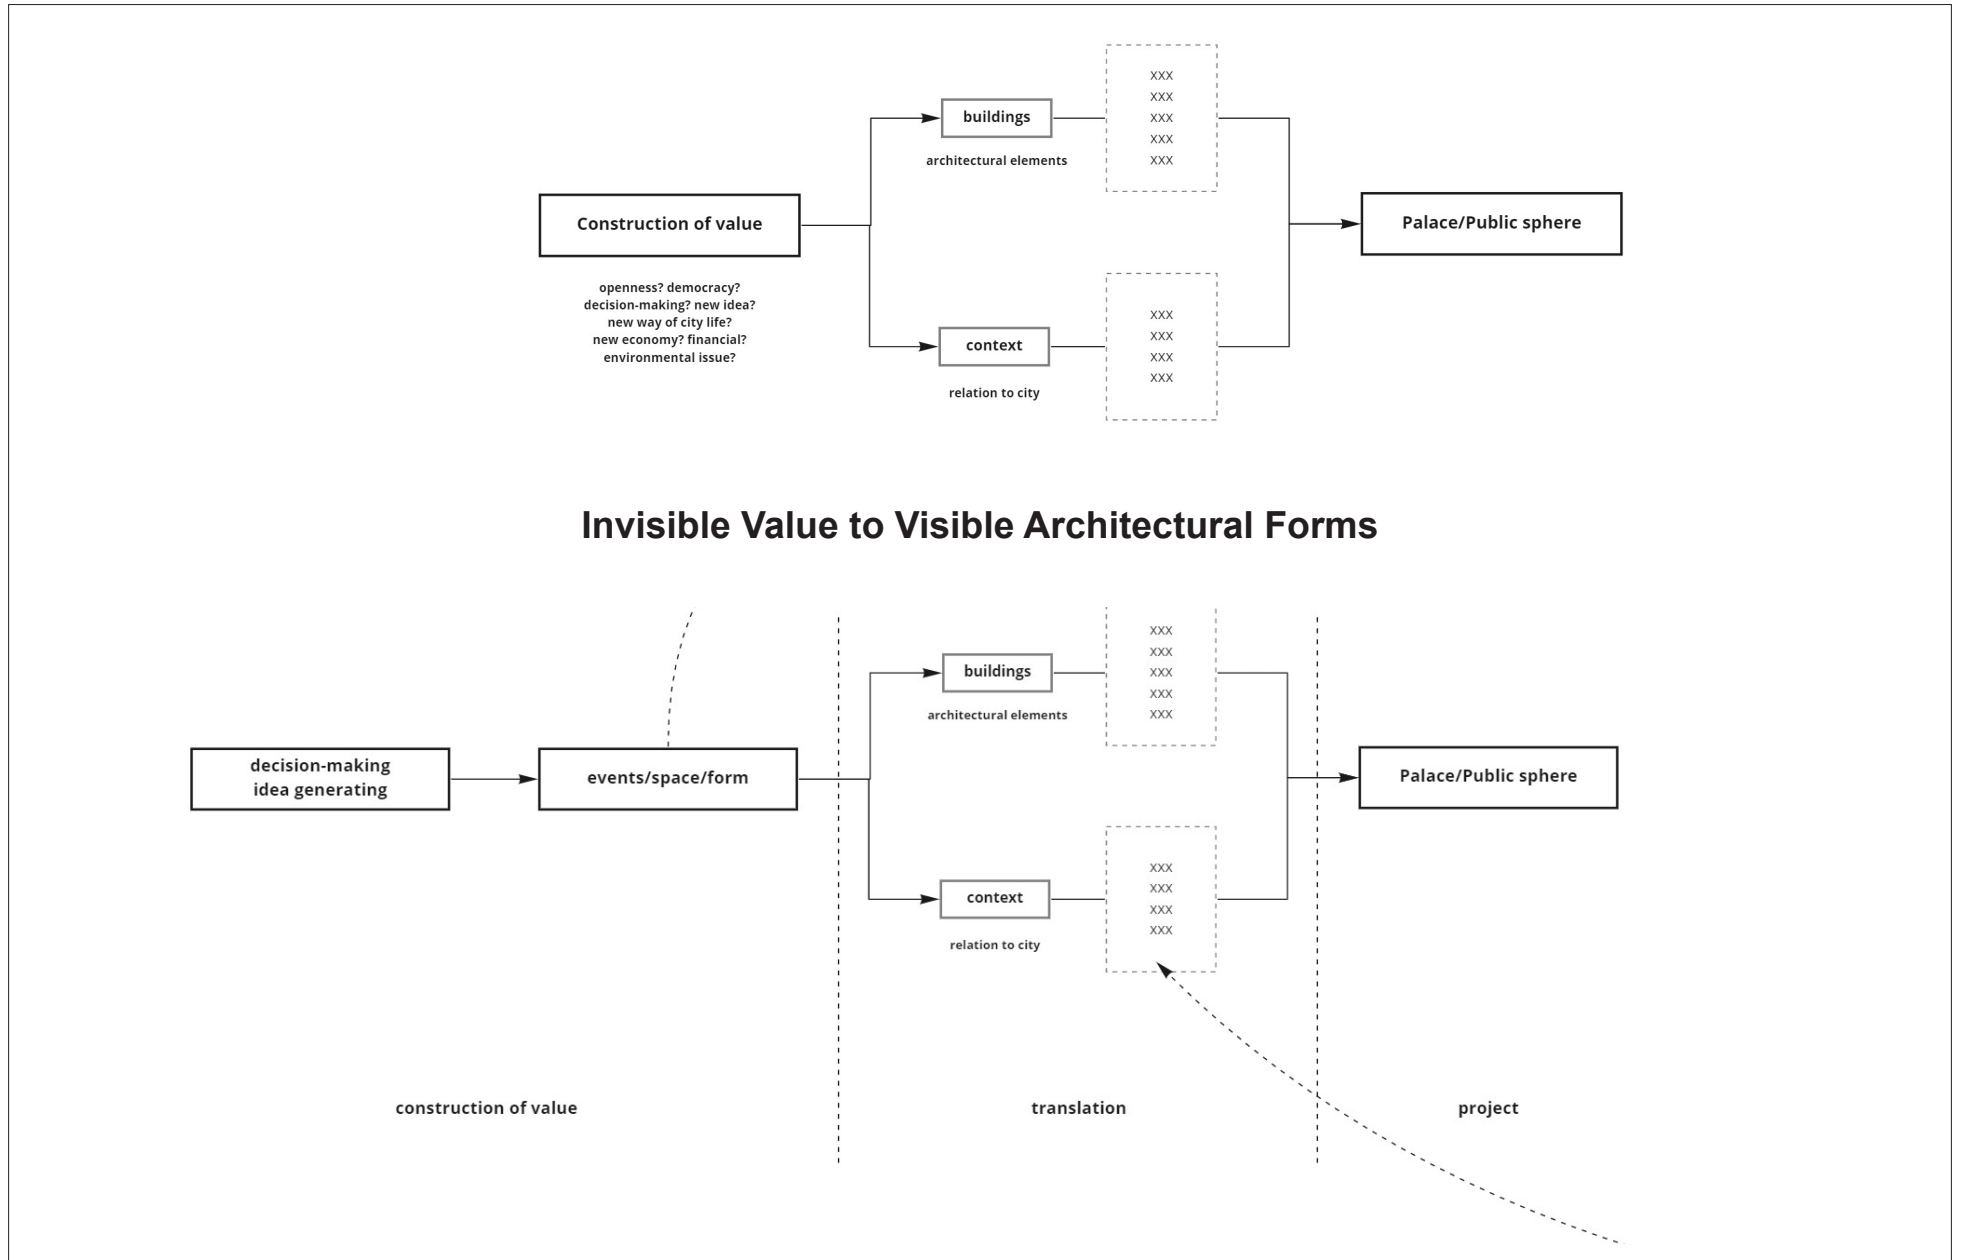 XXX
XXX
XXX
XXX
XXX
buildings
architectural elements
Construction of value
Palace/Public sphere
openness? democracy?
decision-making? new idea?
new way of city life?
new economy? financial?
environmental issue?
XXX
XXX
XXX
XXX
context
relation to city
Invisible Value to Visible Architectural Forms
XXX
XXX
XXX
XXX
XXX
buildings
architectural elements
decision-making
idea generating
events/space/form
Palace/Public sphere
XXX
XXX
XXX
XXX
context
relation to city
construction of value
translation
project